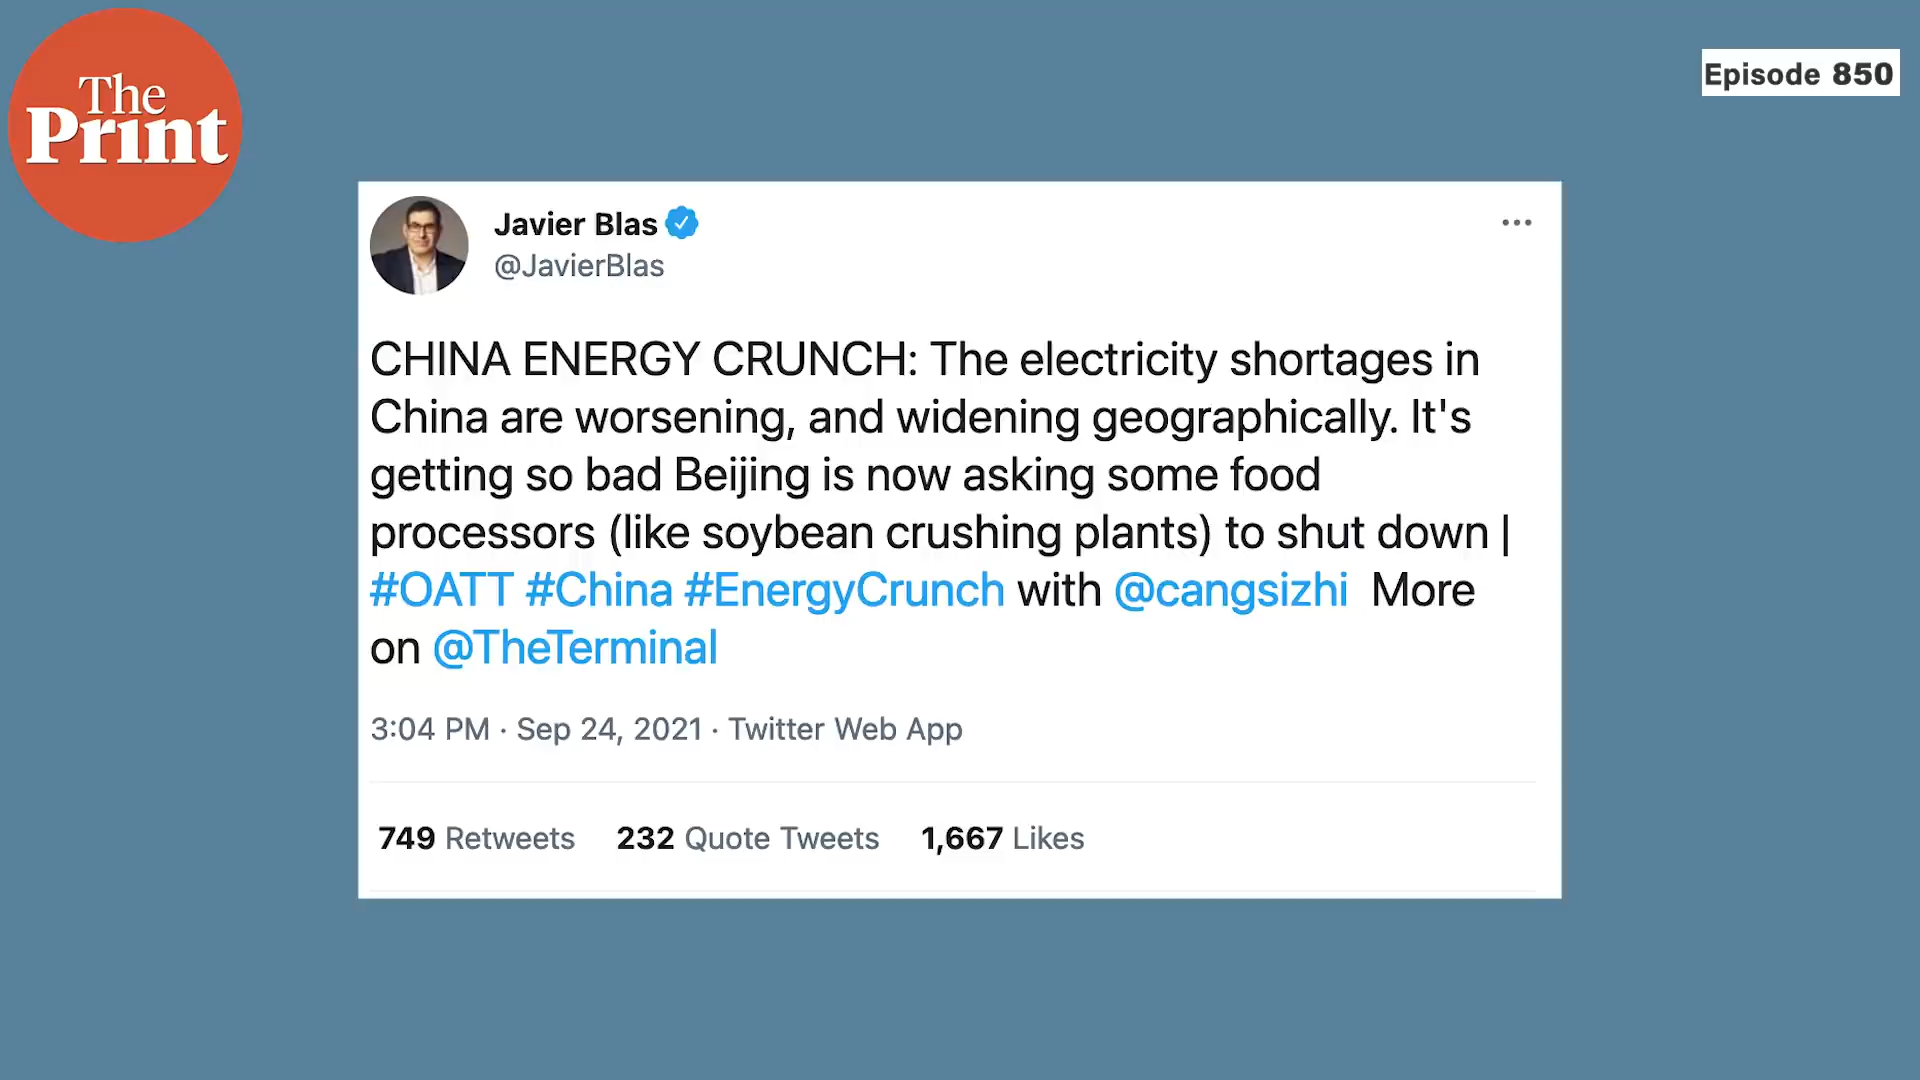 The
Print
Episode 850
Javier Blas
@JavierBlas
CHINA ENERGY CRUNCH: The electricity shortages in
China are worsening, and widening geographically. It's
getting so bad Beijing is now asking some food
processors (like soybean crushing plants) to shut down |
#OATT #China #EnergyCrunch with @cangsizhi More
on @TheTerminal
3:04 PM · Sep 24, 2021 · Twitter Web App
749 Retweets 232 Quote Tweets 1,667 Likes